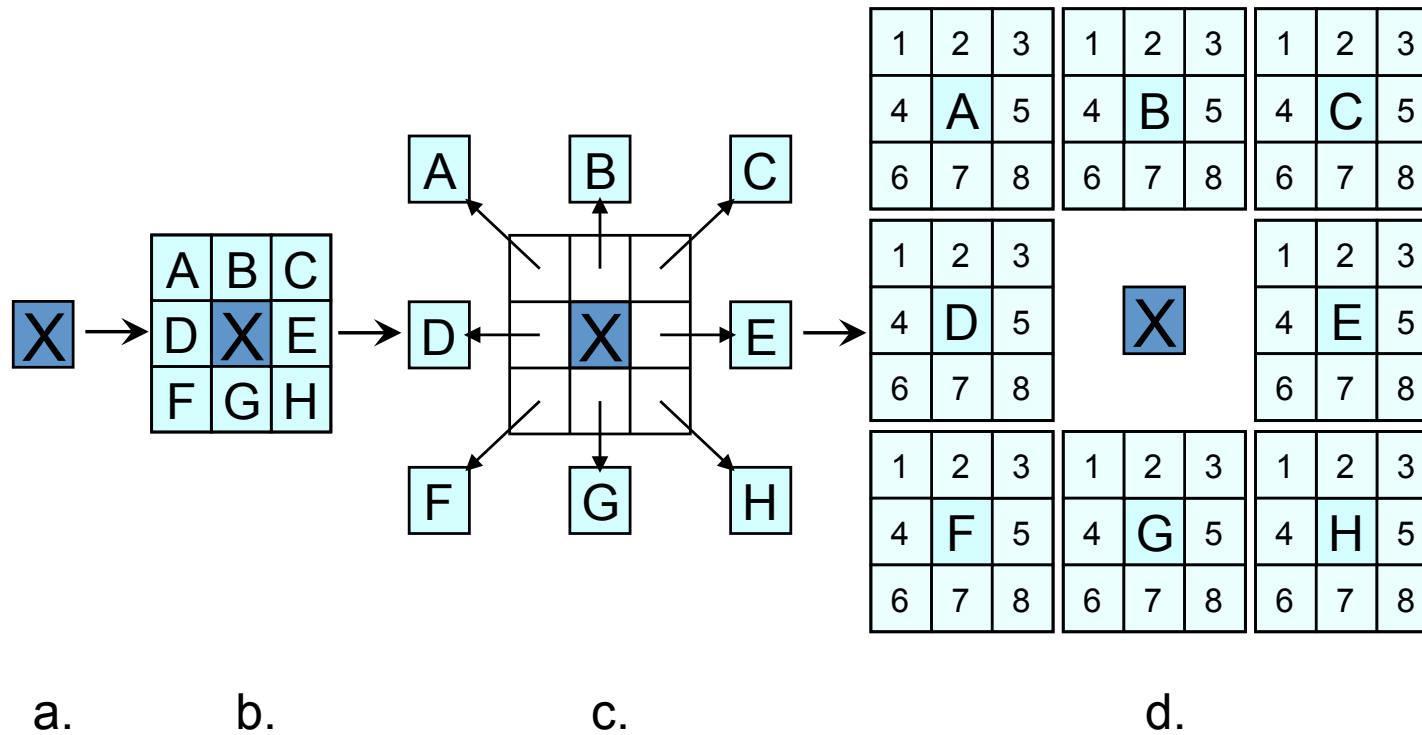 1 2 3 1 2 3 1 2 3
4 A 5 4 B 5 4 C 5
6 7 8 6 7 8 6 7 8
A B C
A B C
X D X E D X E
F G H
F G H
1 2 3 1 2 3
4 D 5 X 4 E 5
6 7 8 6 7 8
1 2 3 1 2 3 1 2 3
4 F 5 4 G 5 4 H 5
6 7 8 6 7 8 6 7 8
a. b. c. d.